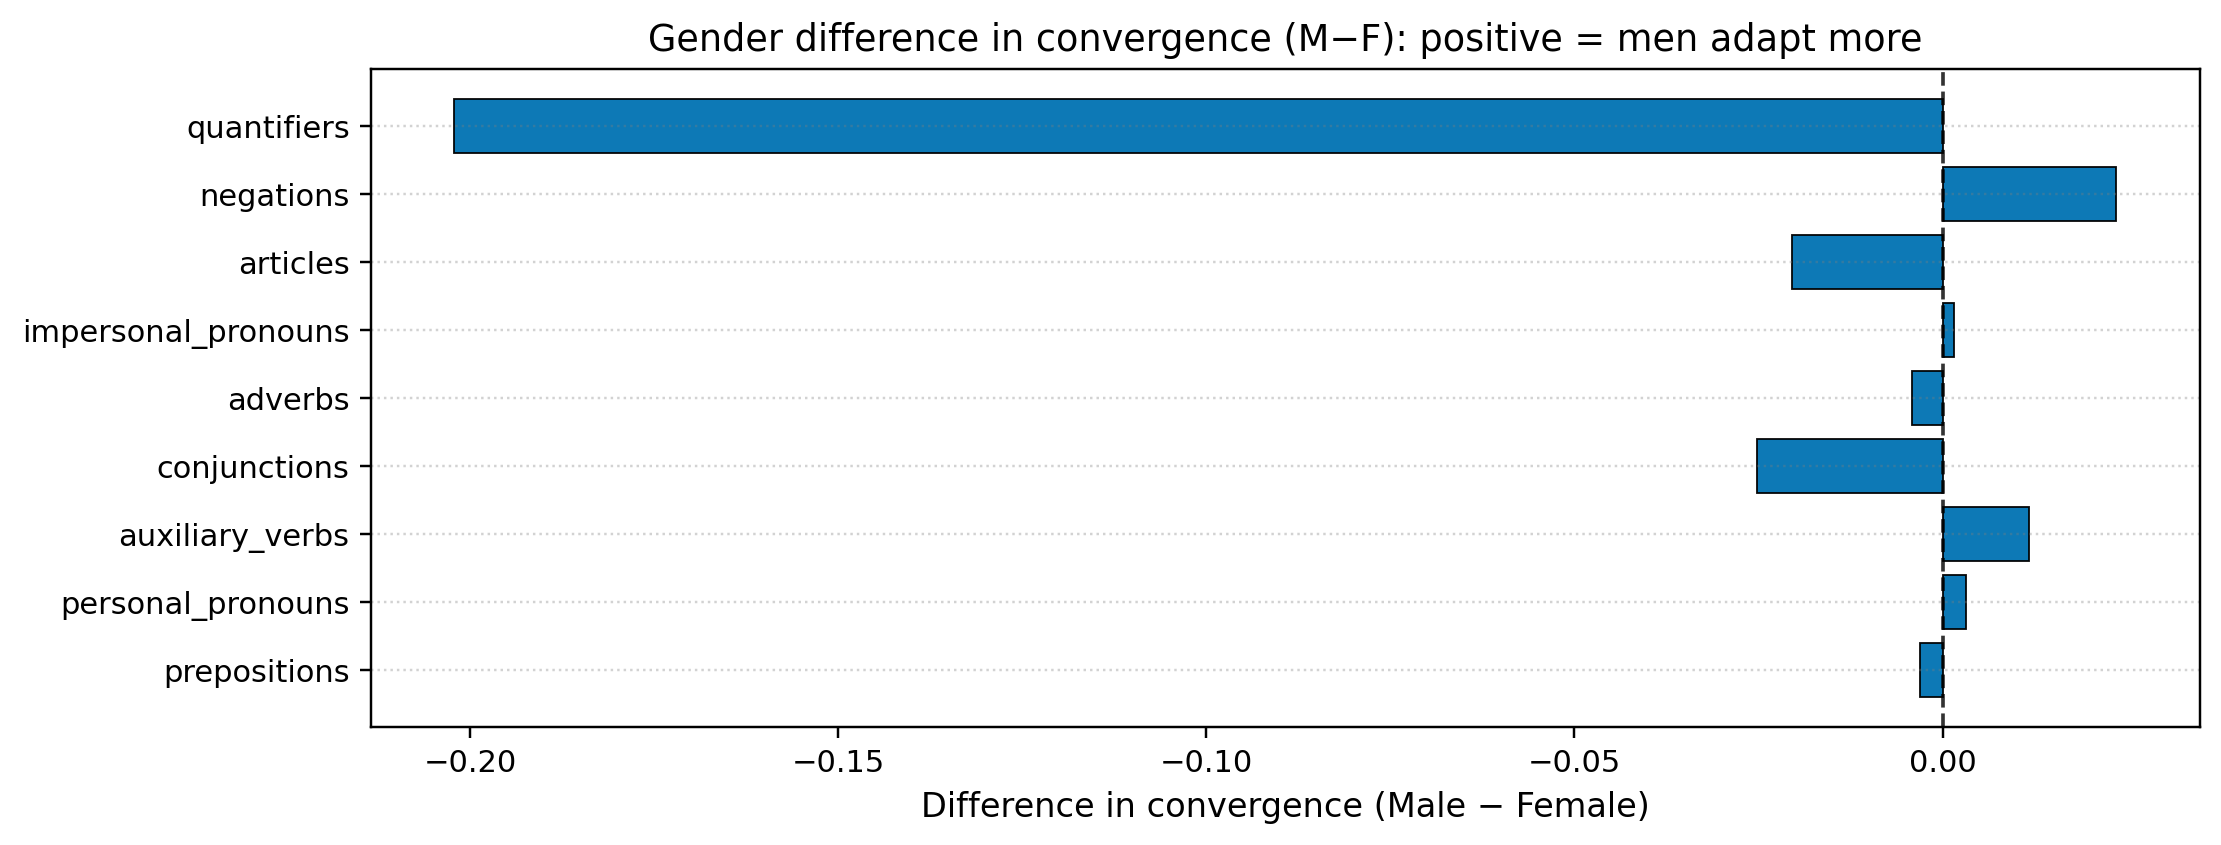 Gender difference in convergence (M−F): positive = men adapt more
quantifiers
negations
articles
impersonal_pronouns
adverbs
conjunctions
auxiliary_verbs
personal_pronouns
prepositions
−0.20 −0.15 −0.10 −0.05 0.00
Difference in convergence (Male − Female)